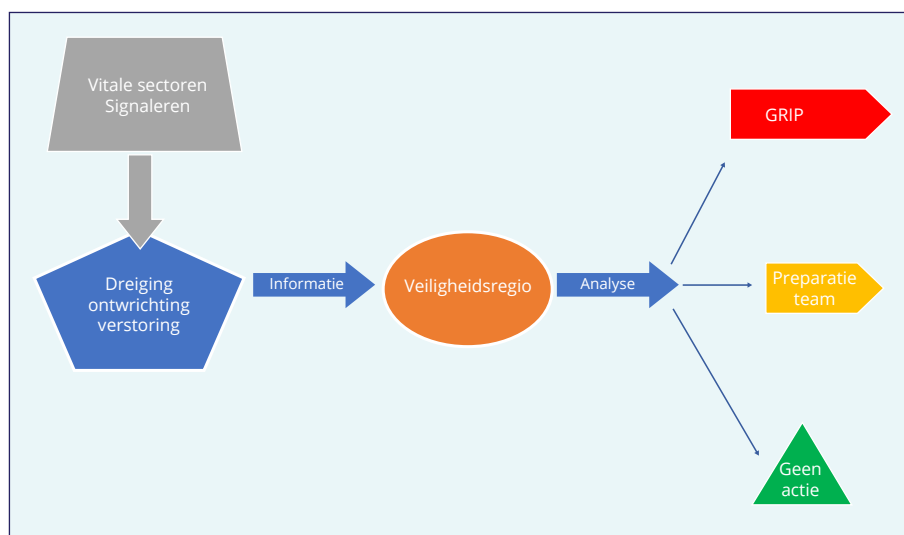 Vitale sectoren
Signaleren
GRIP
Dreiging
ontwrichting
verstoring
Informatie
Veiligheidsregio
Analyse
Preparatie
team
Geen
actie